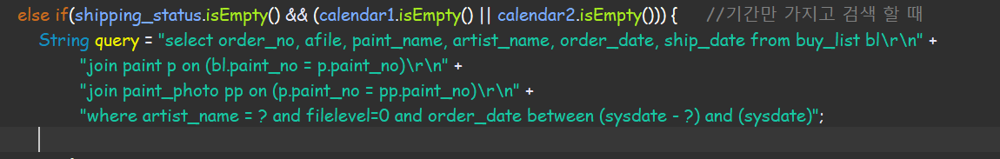 else if(shipping_status.isEmpty() && (calendar1.isEmpty() || calendar2.isEmpty())) { //기간만 가지고 검색 할 때
String query = "select order_no, afile, paint_name, artist_name, order_date, ship_date from buy_list bl\r\n" +
"join paint p on (bl.paint_no = p.paint_no)\r\n" +
"join paint_photo pp on (p.paint_no = pp.paint_no)\r\n" +
"where artist_name = ? and filelevel=0 and order_date between (sysdate - ?) and (sysdate)";